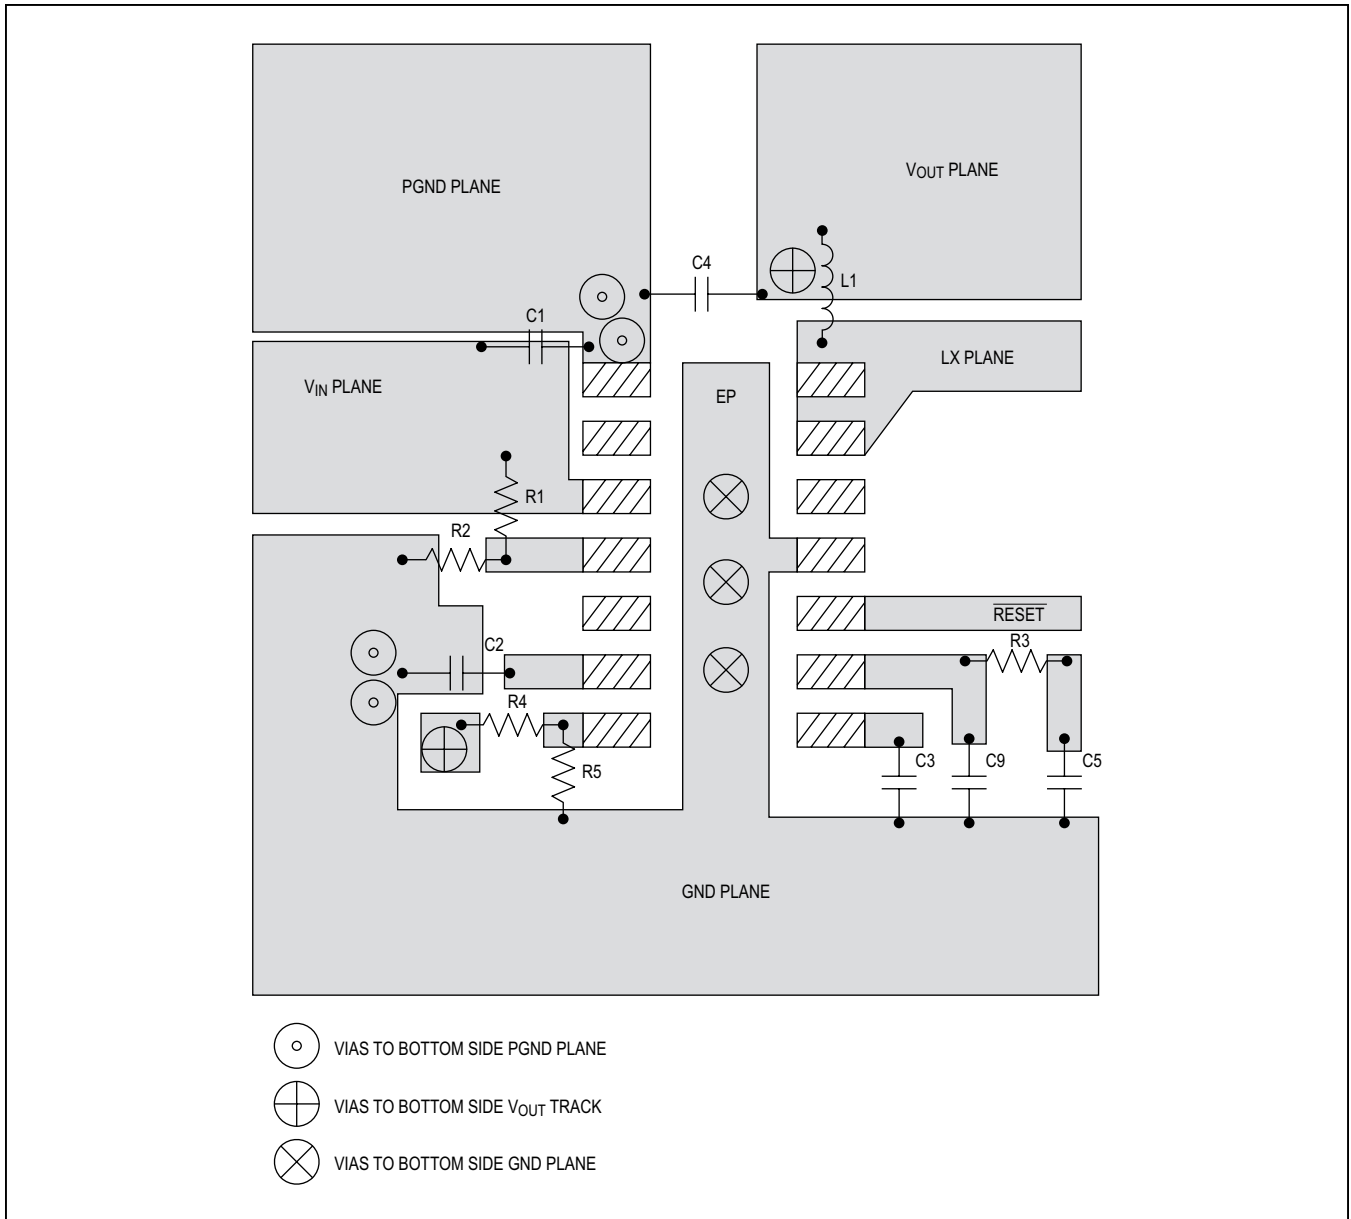 PGND PLANE
VOUT PLANE
C4
L1
C1
LX PLANE
VIN PLANE
EP
R1
R2
RESET
R3
C2
R4
R5
C3
C9
C5
GND PLANE
VIAS TO BOTTOM SIDE PGND PLANE
VIAS TO BOTTOM SIDE VOUT TRACK
VIAS TO BOTTOM SIDE GND PLANE